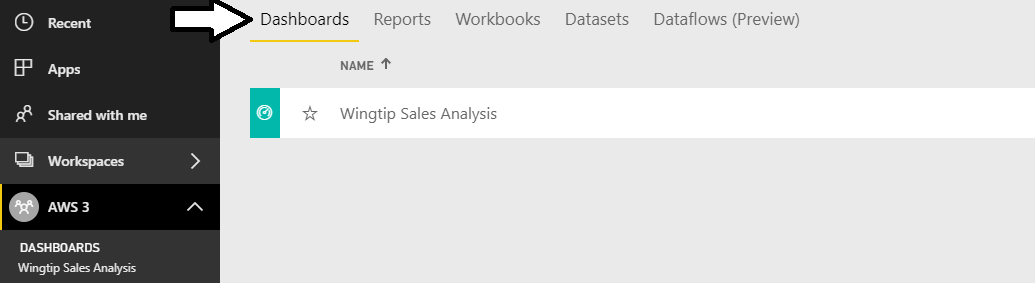 Recent
Apps
Shared with me
Workspaces
AWS 3
DASHBOARDS
Wingtip Sales Analysis
Dashboards Reports Workbooks Datasets Dataflows (Preview)
NAME ↑
Wingtip Sales Analysis